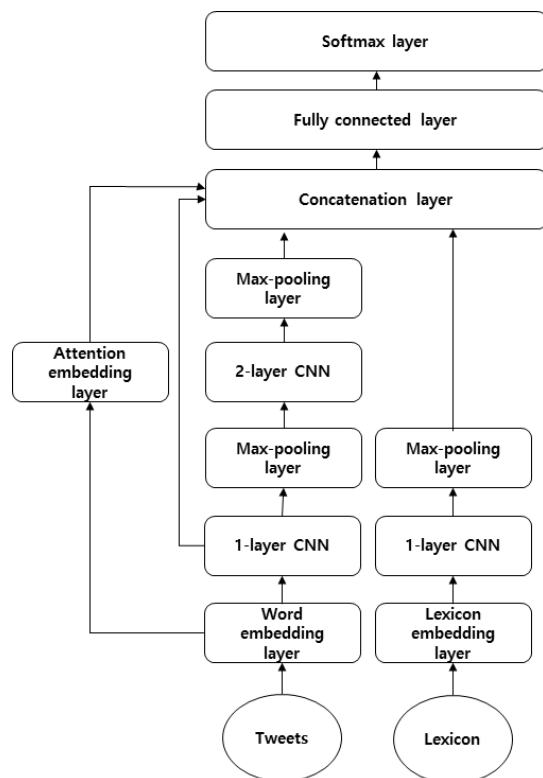 Softmax layer
Fully connected layer
Concatenation layer
Max-pooling
layer
Attention
embedding
layer
2-layer CNN
Max-pooling
layer
Max-pooling
layer
1-layer CNN
1-layer CNN
Word
embedding
layer
Lexicon
embedding
layer
Tweets
Lexicon